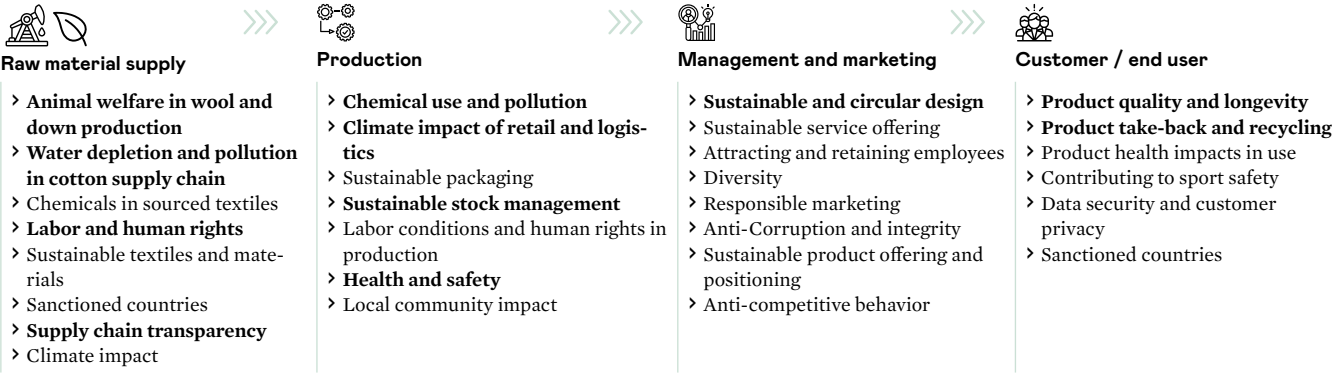 Raw material supply
› Animal welfare in wool and
down production
› Water depletion and pollution
in cotton supply chain
› Chemicals in sourced textiles
› Labor and human rights
› Sustainable textiles and mate-
rials
› Sanctioned countries
› Supply chain transparency
› Climate impact
Production
› Chemical use and pollution
› Climate impact of retail and logis-
tics
› Sustainable packaging
› Sustainable stock management
› Labor conditions and human rights in
production
› Health and safety
› Local community impact
Management and marketing
› Sustainable and circular design
› Sustainable service offering
› Attracting and retaining employees
› Diversity
› Responsible marketing
› Anti-Corruption and integrity
› Sustainable product offering and
positioning
› Anti-competitive behavior
Customer / end user
› Product quality and longevity
› Product take-back and recycling
› Product health impacts in use
› Contributing to sport safety
› Data security and customer
privacy
› Sanctioned countries